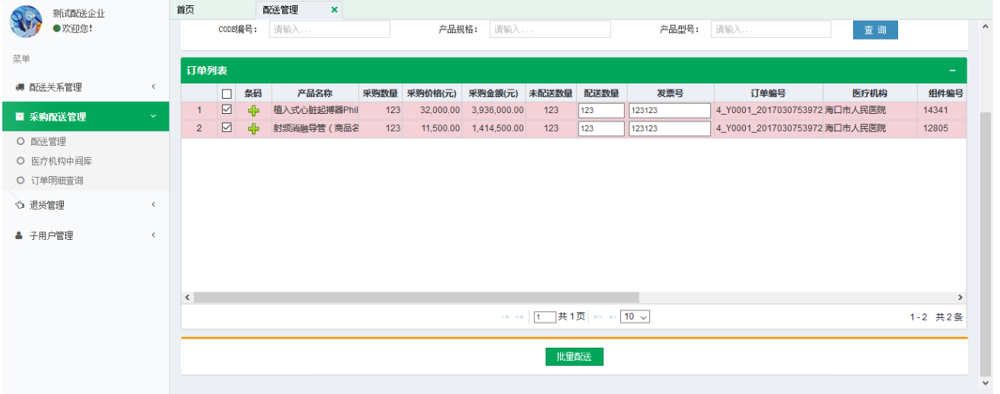 测试配送企业
欢迎您!
菜单
配送关系管理
采购配送管理
配送管理
医疗机构中间库
订单明细查询
退货管理
子用户管理
首页 配送管理 ×
CODE编号: 请输入... 产品规格: 请输入... 产品型号: 请输入... 查 询
订单列表
条码 产品名称 采购数量 采购价格(元) 采购金额(元) 未配送数量 配送数量 发票号 订单编号 医疗机构 组件编号
1 植入式心脏起搏器Phil 123 32,000.00 3,936,000.00 123 123 123123 4_Y0001_2017030753972 海口市人民医院 14341
2 射频消融导管(商品名 123 11,500.00 1,414,500.00 123 123 123123 4_Y0001_2017030753972 海口市人民医院 12805
1 共1页 10 1-2 共2条
批量配送